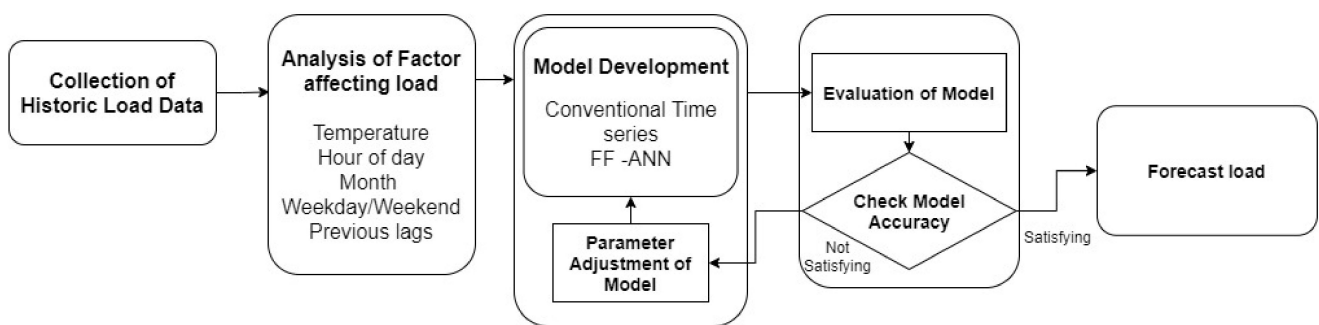 Collection of
Historic Load Data
Analysis of Factor
affecting load
Temperature
Hour of day
Month
Weekday/Weekend
Previous lags
Model Development
Conventional Time
series
FF -ANN
Parameter
Adjustment of
Model
Evaluation of Model
Check Model
Accuracy
Not
Satisfying
Satisfying
Forecast load